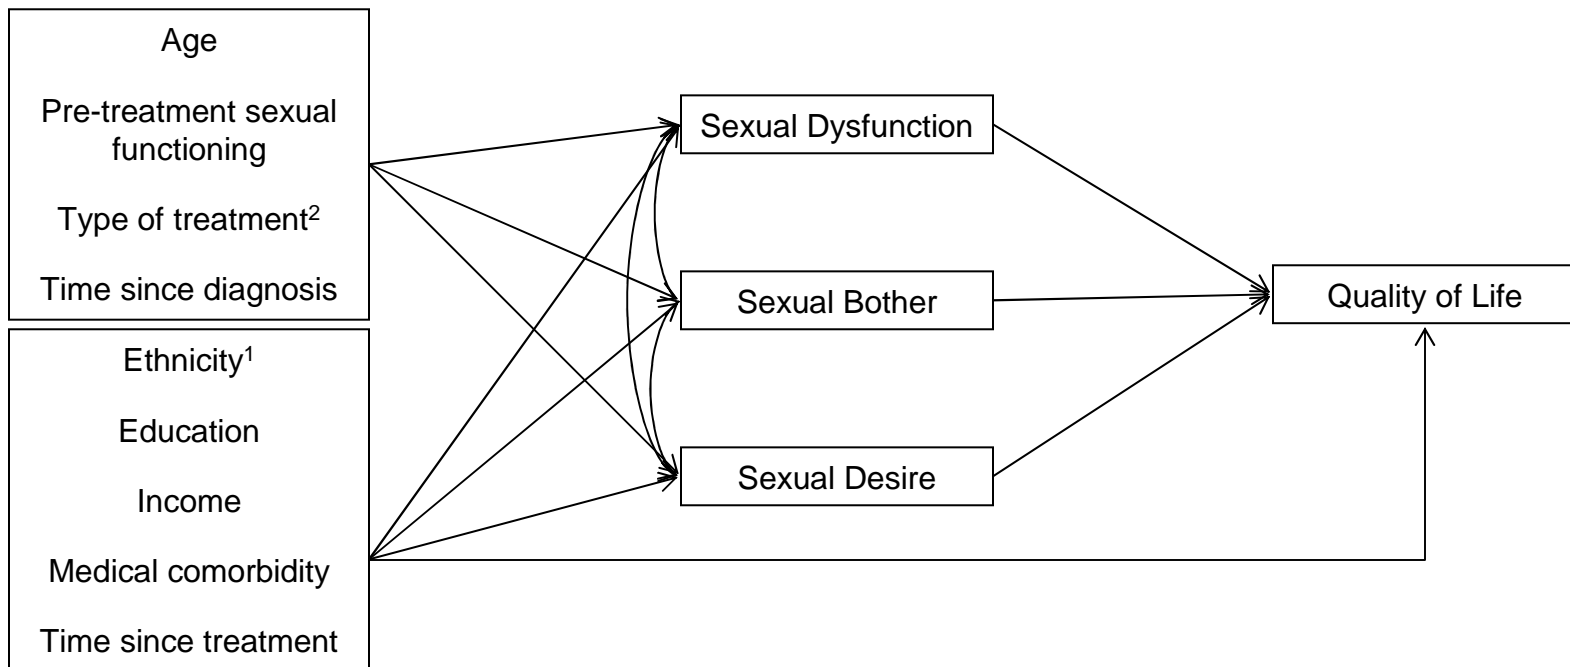 Age
Pre-treatment sexual
functioning
Type of treatment²
Time since diagnosis
Ethnicity¹
Education
Income
Medical comorbidity
Time since treatment
Sexual Dysfunction
Sexual Bother
Sexual Desire
Quality of Life